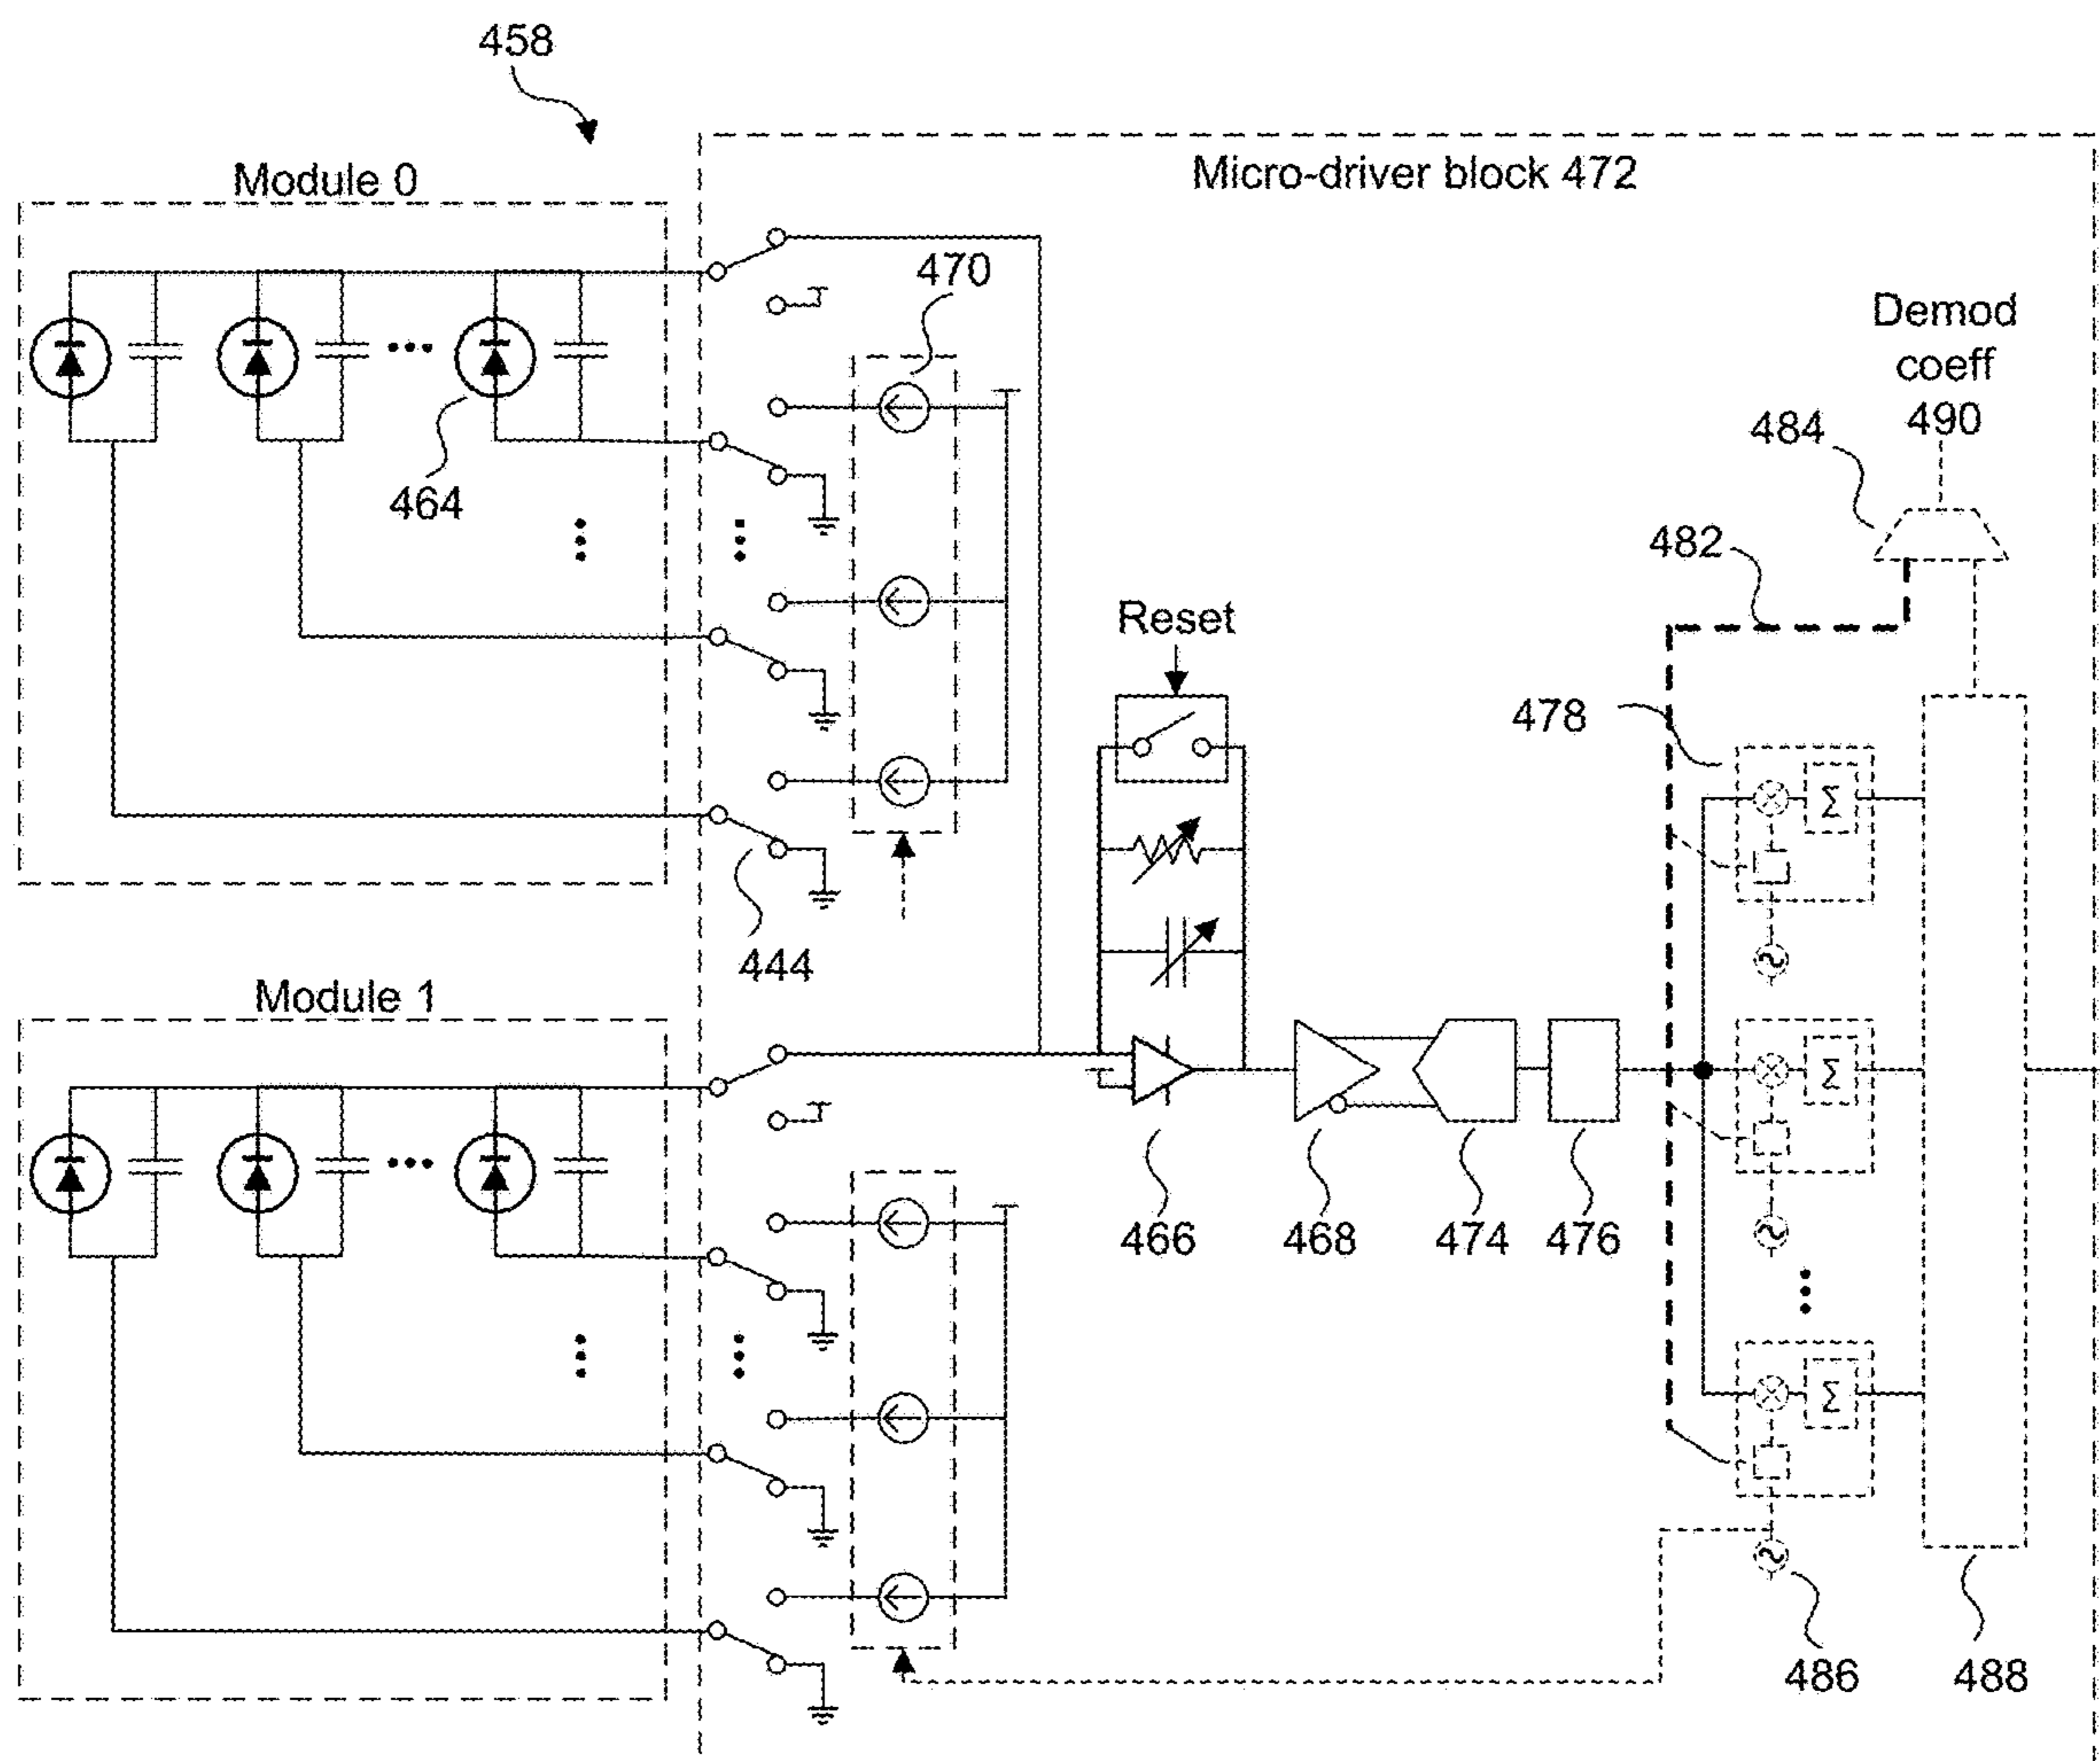 458
Module 0
Micro-driver block 472
470
Demod
coeff
490
484
464
482
Reset
478
Σ
444
Module 1
Σ
466
468
474
476
Σ
486
488